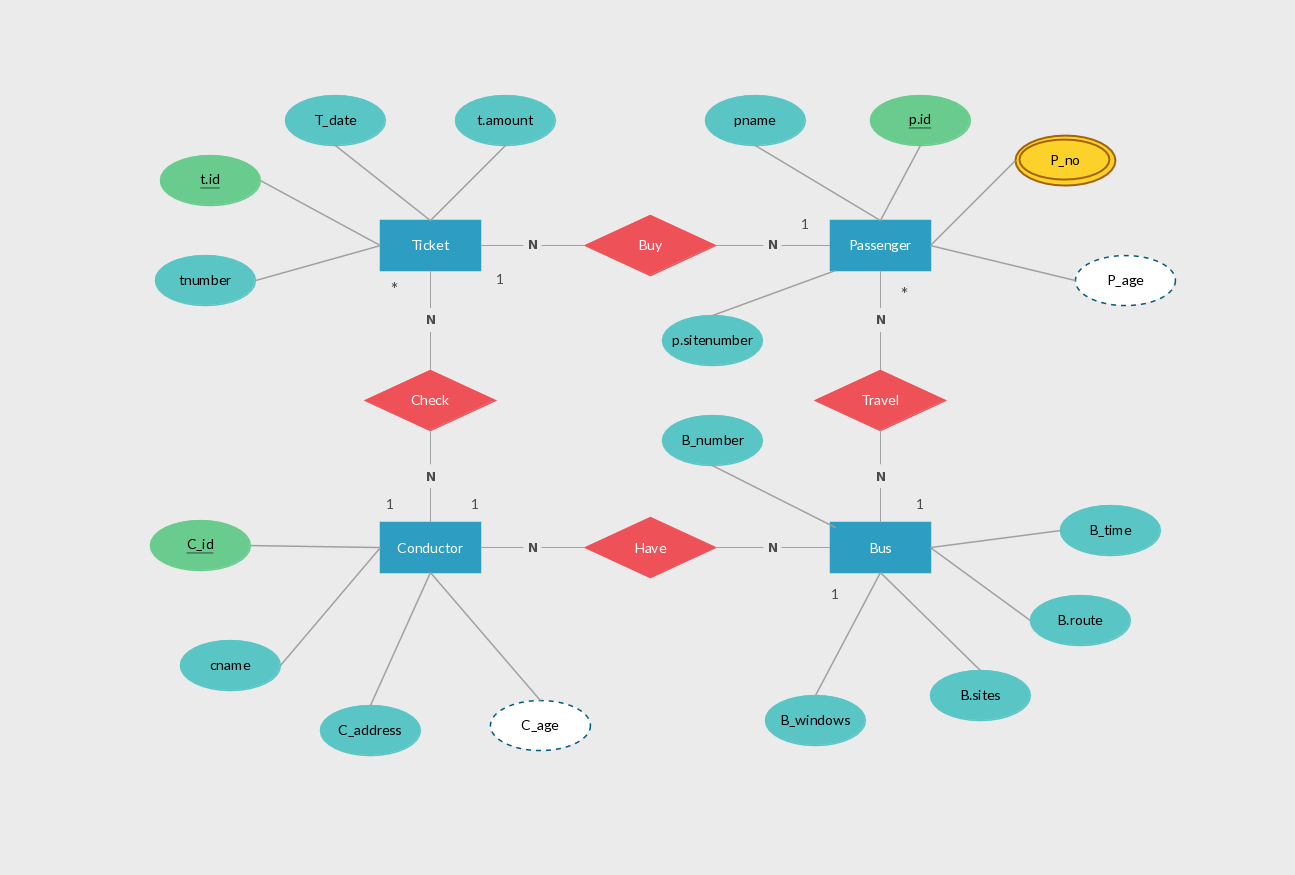 T_date
t.amount
pname
p.id
P_no
t.id
Ticket
N
Buy
N
1
Passenger
tnumber
*
1
*
P_age
N
p.sitenumber
N
Check
Travel
B_number
N
N
1
1
1
C_id
Conductor
N
Have
N
Bus
B_time
1
B.route
cname
C_address
C_age
B_windows
B.sites